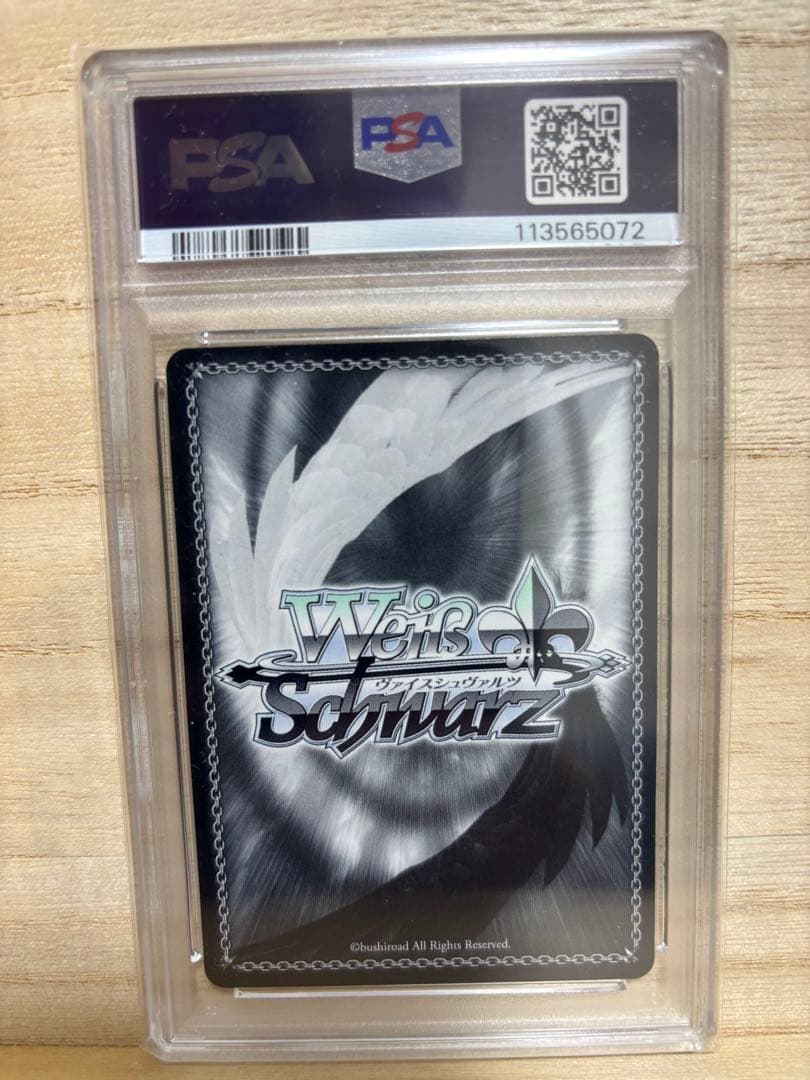 PSA
PSA
113565072
Weiß
ヴァイスシュヴァルツ
Schwarz
©bushiroad All Rights Reserved.